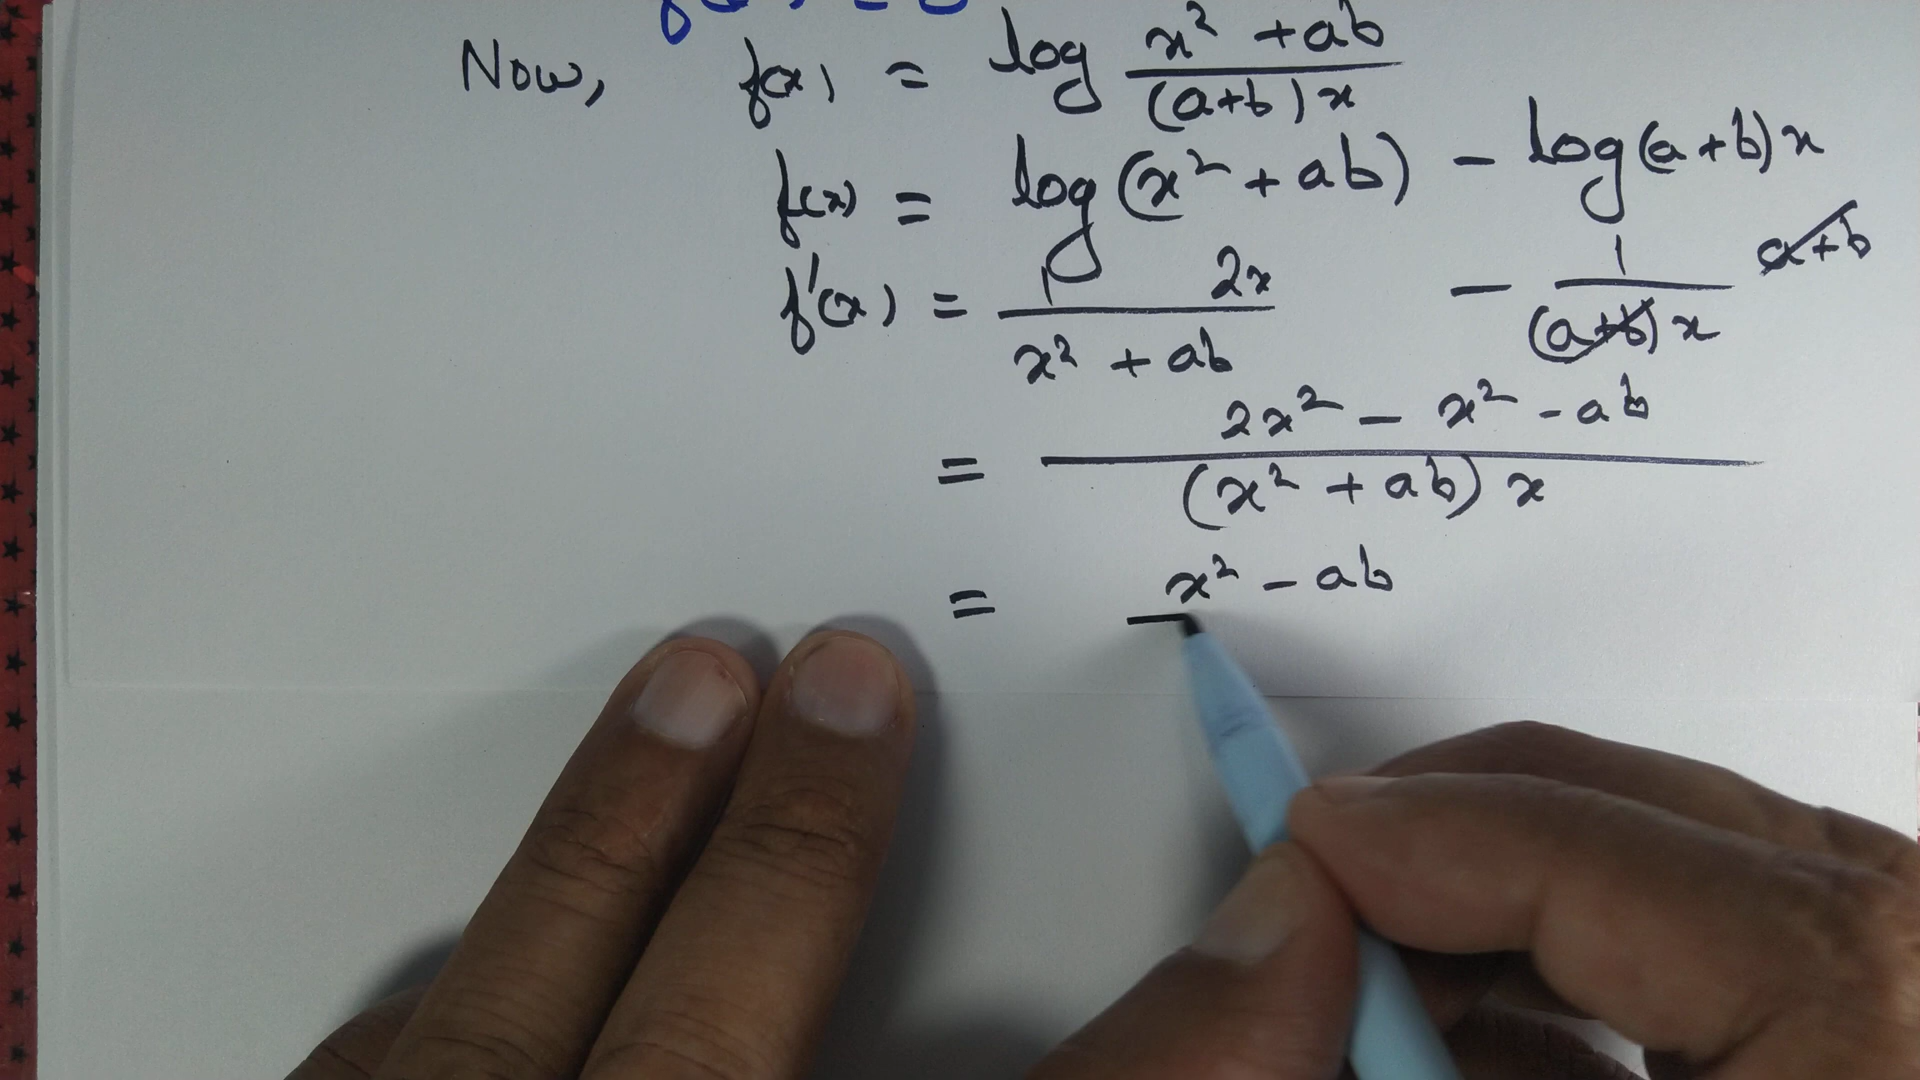 Now, f(x) = log (x² + ab) / ((a+b) x)
f(x) = log (x² + ab) − log (a + b) x
f'(x) = 1 2x / (x² + ab) − 1 / ((a+b) x) a+b
= (2x² − x² − ab) / ((x² + ab) x)
= x² − ab